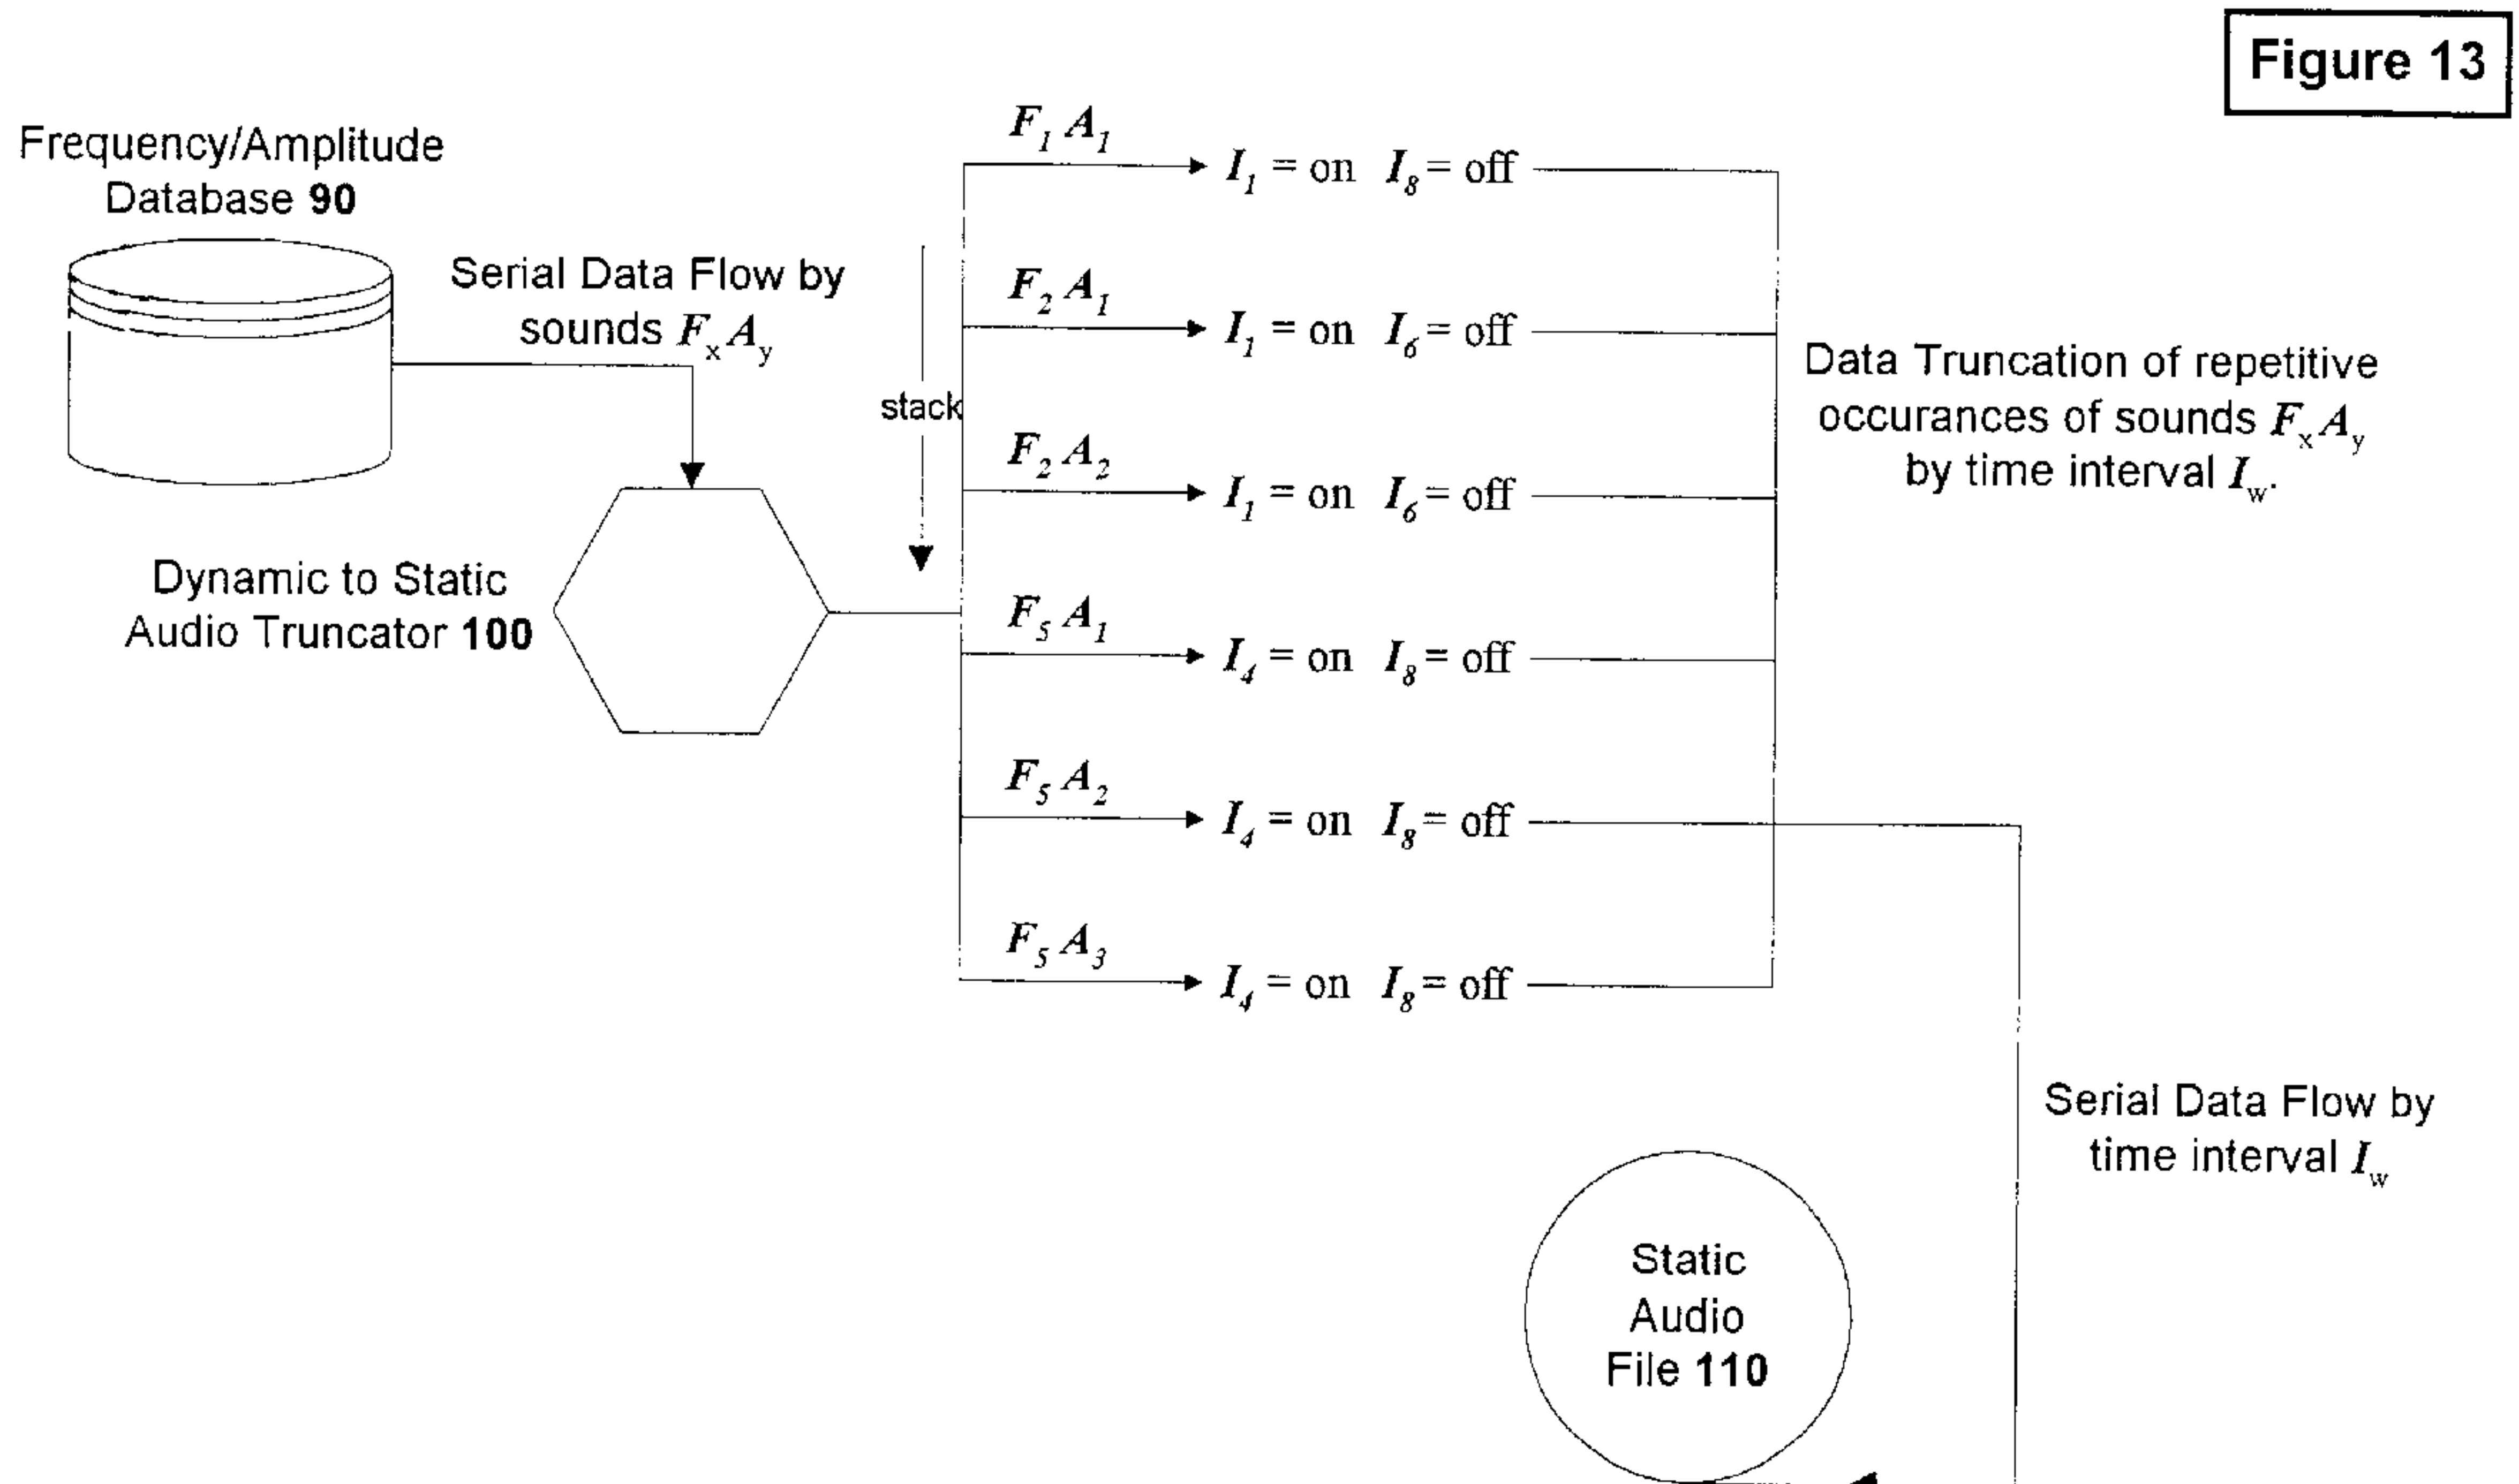 Figure 13
Frequency/Amplitude
Database 90
Serial Data Flow by
sounds FxAy
Dynamic to Static
Audio Truncator 100
stack
F1 A1
I1 = on I8 = off
F2 A1
I1 = on I6 = off
F2 A2
I1 = on I6 = off
F5 A1
I4 = on I8 = off
F5 A2
I4 = on I8 = off
F5 A3
I4 = on I8 = off
Data Truncation of repetitive
occurances of sounds FxAy
by time interval Iw.
Serial Data Flow by
time interval Iw
Static
Audio
File 110